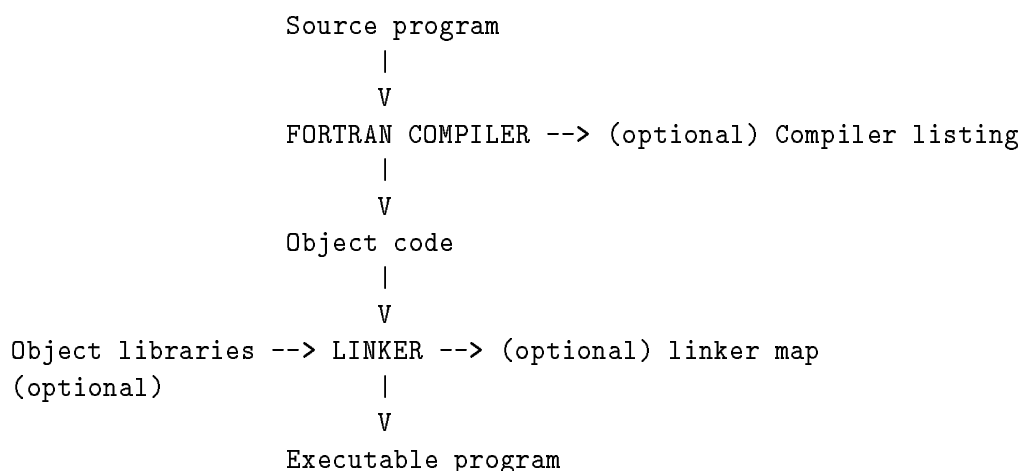 Source program
|
V
FORTRAN COMPILER --> (optional) Compiler listing
|
V
Object code
|
V
Object libraries --> LINKER --> (optional) linker map
(optional) |
V
Executable program